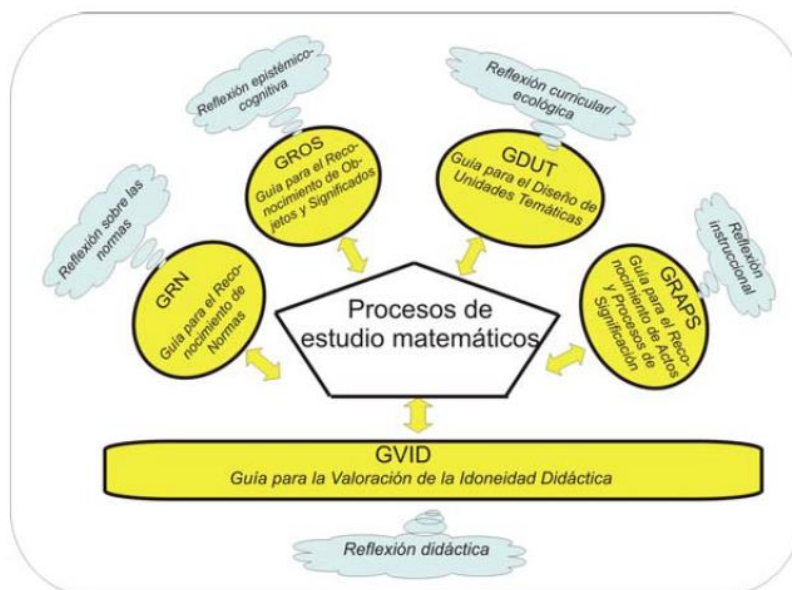 Reflexión epistémico-
cognitiva
Reflexión currícular/
ecológica
GROS
Guía para el Reco-
nocimiento de Ob-
jetos y Significados
GDUT
Guía para el Diseño de
Unidades Temáticas
Reflexión sobre las
normas
GRN
Guía para el Reco-
nocimiento de
Normas
Reflexión
instruccional
GRAPS
Guía para el Reco-
nocimiento de Actos
y Procesos de
Significación
Procesos de
estudio matemáticos
GVID
Guía para la Valoración de la Idoneidad Didáctica
Reflexión didáctica